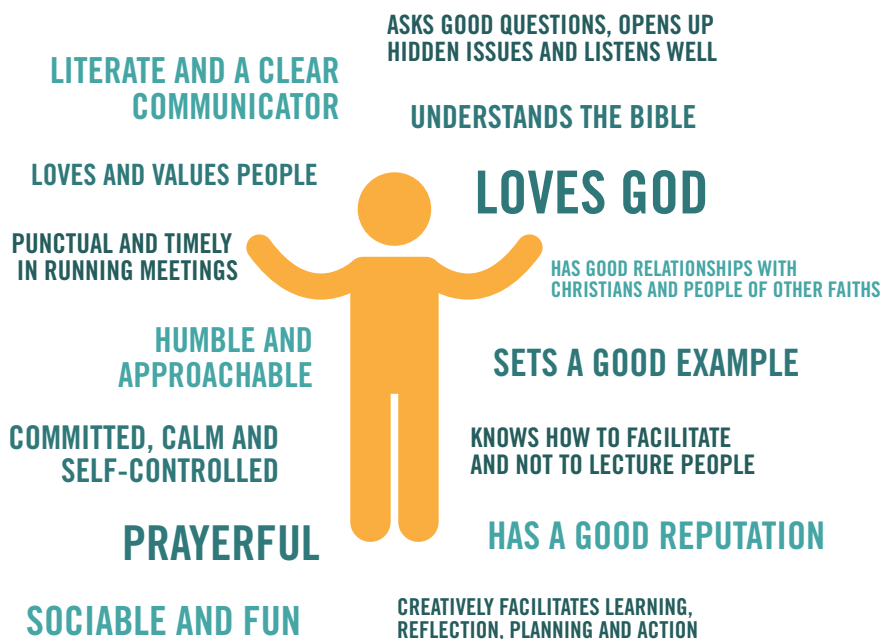 ASKS GOOD QUESTIONS, OPENS UP
HIDDEN ISSUES AND LISTENS WELL
LITERATE AND A CLEAR
COMMUNICATOR
UNDERSTANDS THE BIBLE
LOVES AND VALUES PEOPLE
LOVES GOD
PUNCTUAL AND TIMELY
IN RUNNING MEETINGS
HAS GOOD RELATIONSHIPS WITH
CHRISTIANS AND PEOPLE OF OTHER FAITHS
HUMBLE AND
APPROACHABLE
SETS A GOOD EXAMPLE
COMMITTED, CALM AND
SELF-CONTROLLED
KNOWS HOW TO FACILITATE
AND NOT TO LECTURE PEOPLE
PRAYERFUL
HAS A GOOD REPUTATION
SOCIABLE AND FUN
CREATIVELY FACILITATES LEARNING,
REFLECTION, PLANNING AND ACTION